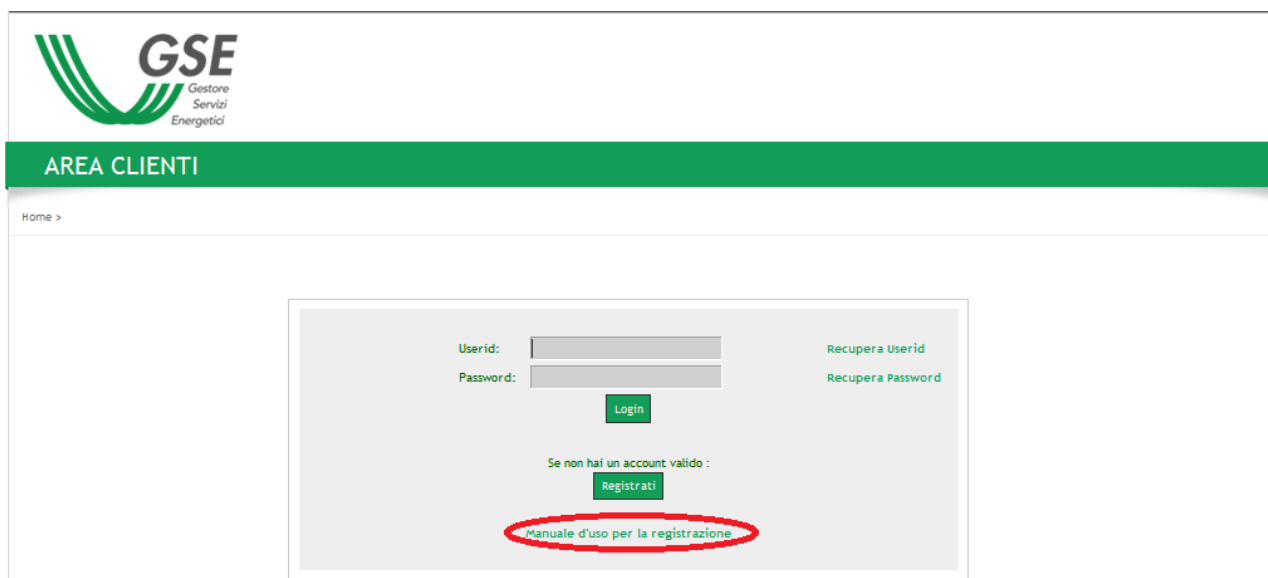 GSE
Gestore
Servizi
Energetici
AREA CLIENTI
Home >
Userid:
Recupera Userid
Password:
Recupera Password
Login
Se non hai un account valido :
Registrati
Manuale d'uso per la registrazione